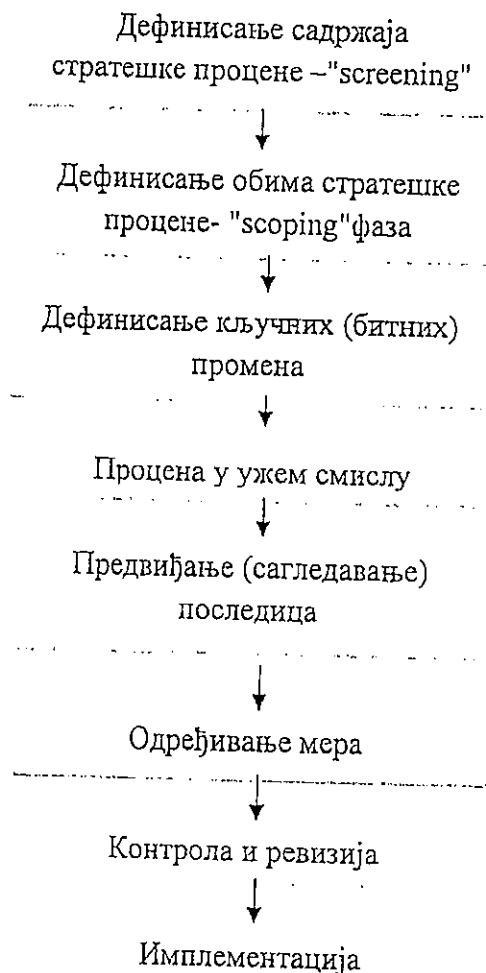 Дефинисање садржаја
стратешке процене –"screening"
Дефинисање обима стратешке
процене- "scoping"фаза
Дефинисање кључних (битних)
промена
Процена у ужем смислу
Предвиђање (сагледавање)
последица
Одређивање мера
Контрола и ревизија
Имплементација